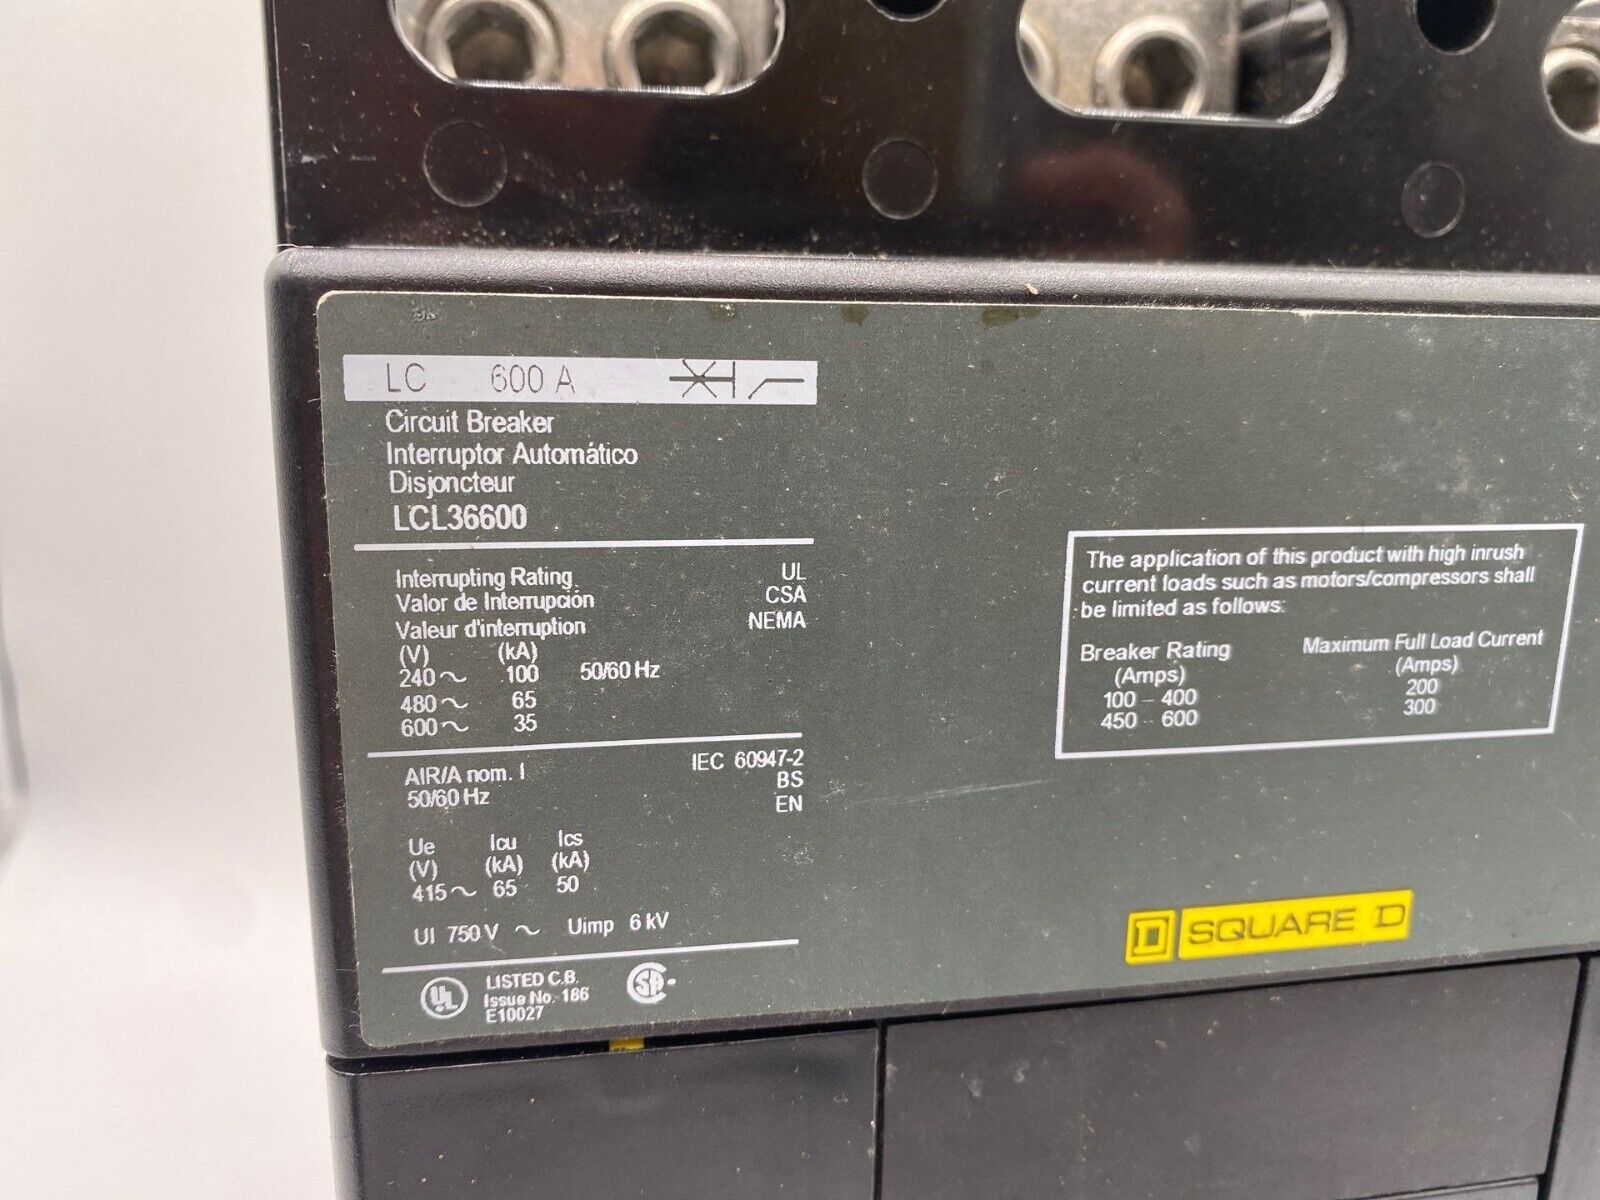 LC 600 A
Circuit Breaker
Interruptor Automático
Disjoncteur
LCL36600
Interrupting Rating UL
Valor de Interrupción CSA
Valeur d'interruption NEMA
(V) (kA)
240~ 100 50/60 Hz
480~ 65
600~ 35
AIR/A nom. I IEC 60947-2
50/60 Hz BS
EN
Ue Icu Ics
(V) (kA) (kA)
415~ 65 50
UI 750 V ~ Uimp 6 kV
UL LISTED C.B.
Issue No. 186
E10027
SA
The application of this product with high inrush
current loads such as motors/compressors shall
be limited as follows:
Breaker Rating Maximum Full Load Current
(Amps) (Amps)
100 - 400 200
450 - 600 300
D SQUARE D